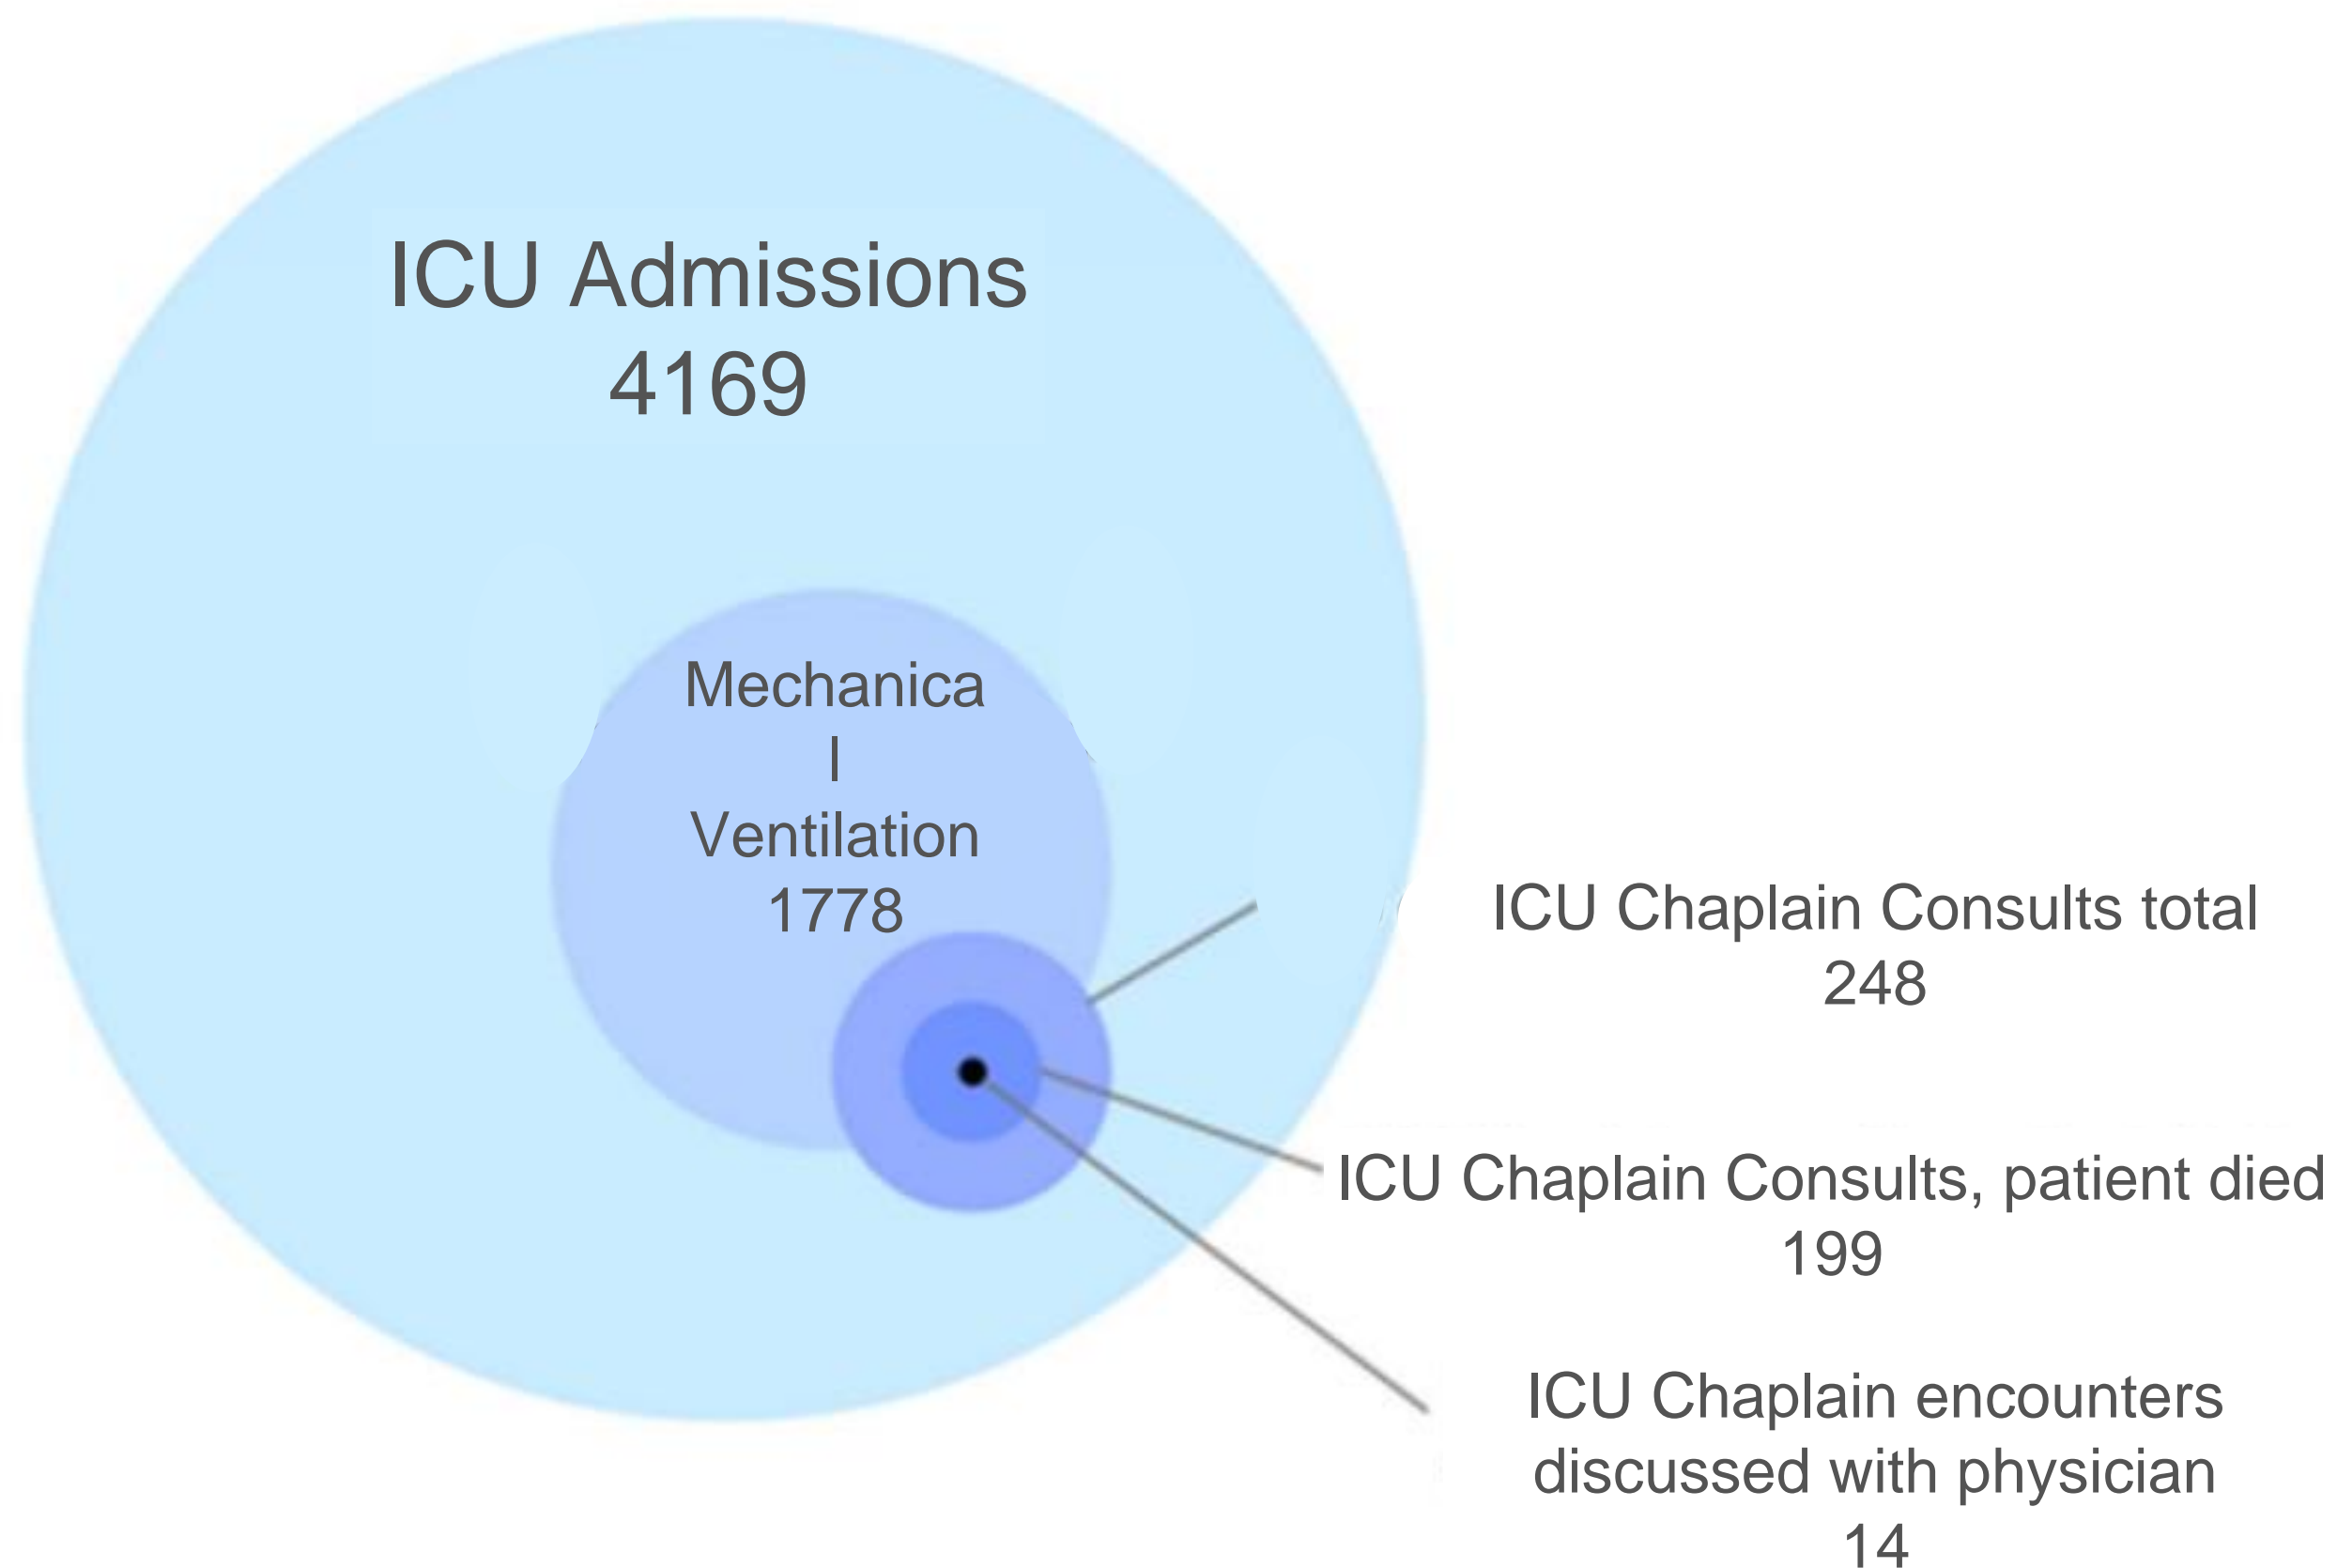 ICU Admissions
4169
Mechanica
l
Ventilation
1778
ICU Chaplain Consults total
248
ICU Chaplain Consults, patient died
199
ICU Chaplain encounters
discussed with physician
14